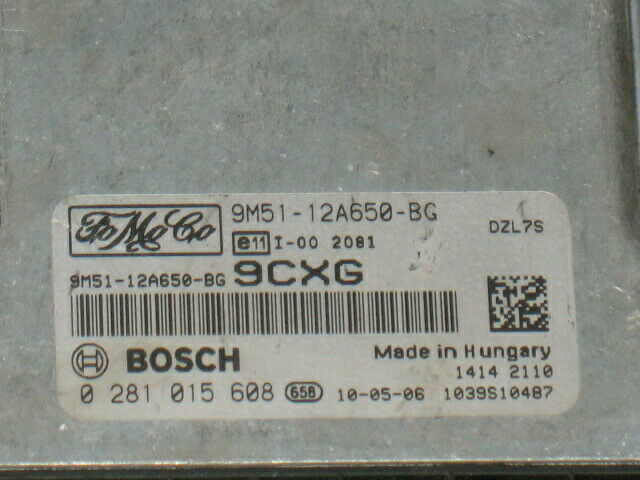 FoMoCo 9M51-12A650-BG DZL7S
e11 I-00 2081
9M51-12A650-BG 9CXG
BOSCH Made in Hungary
1414 2110
0 281 015 608 65B 10-05-06 1039S10487